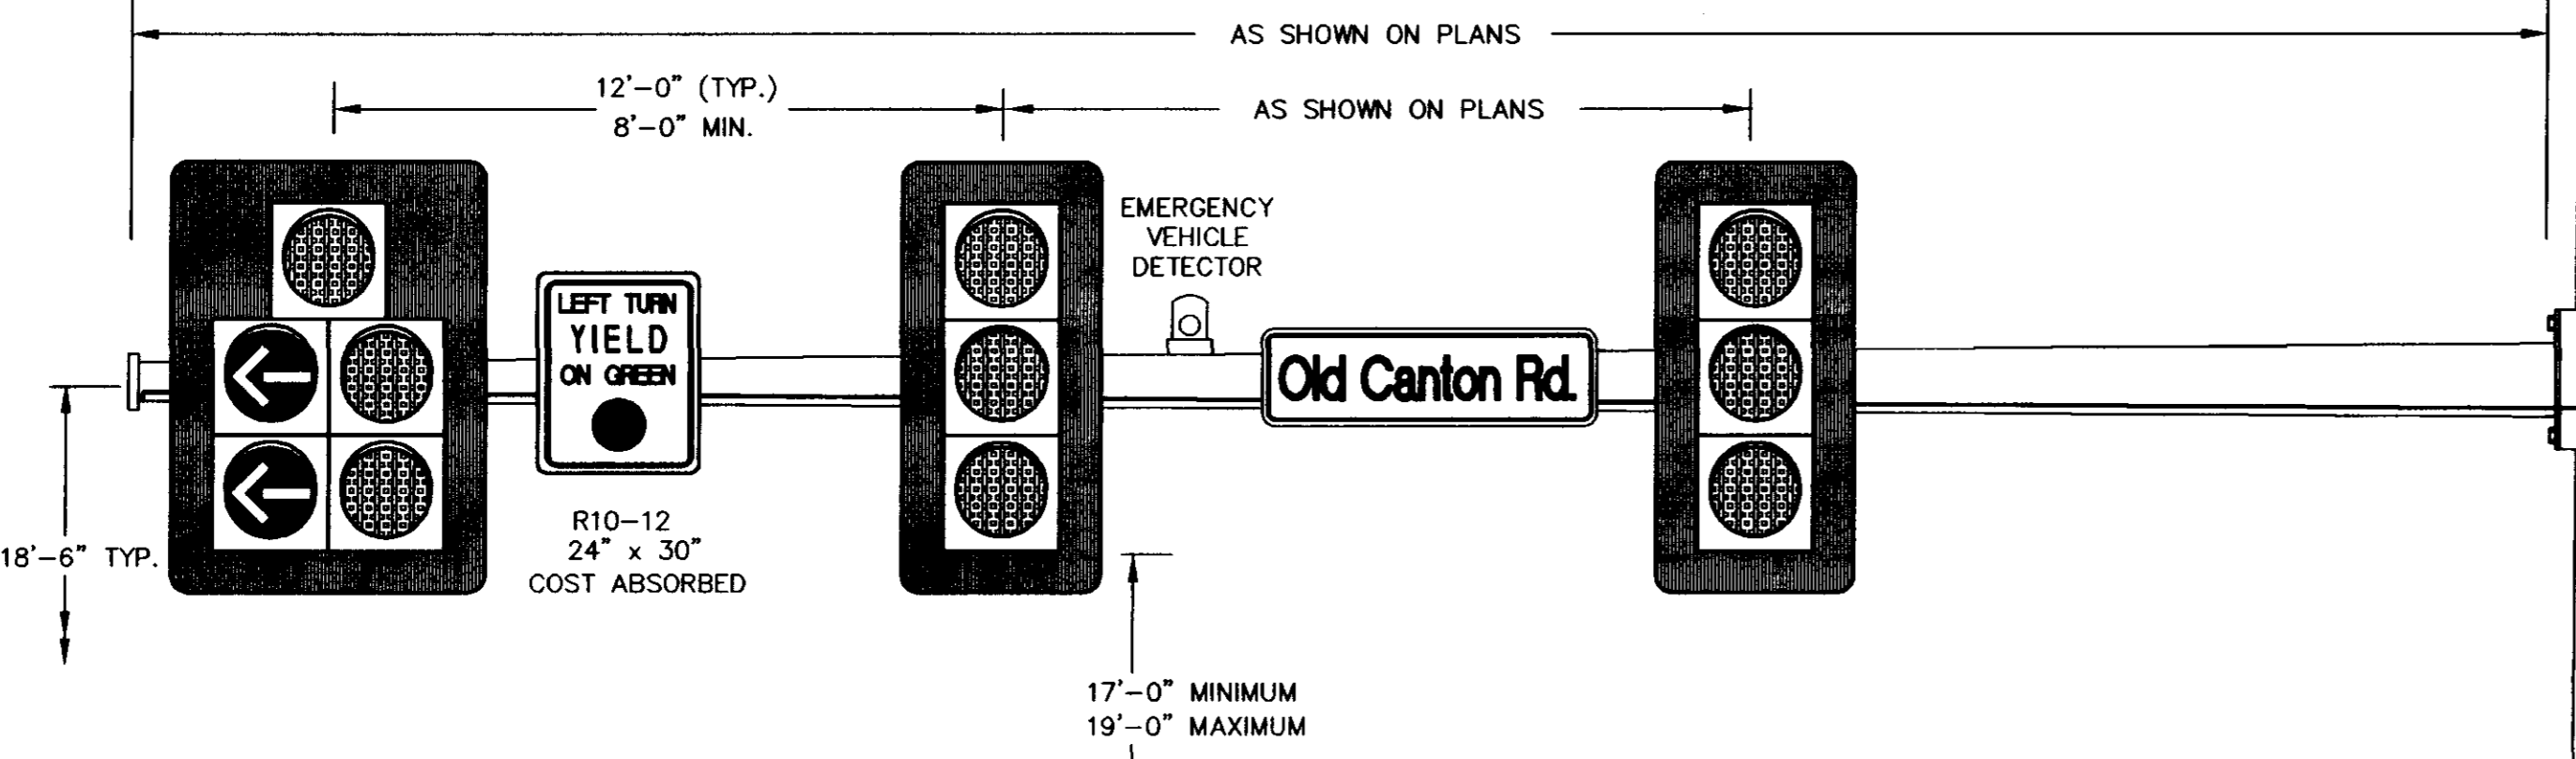 AS SHOWN ON PLANS
12'-0" (TYP.)
8'-0" MIN.
AS SHOWN ON PLANS
EMERGENCY
VEHICLE
DETECTOR
LEFT TURN
YIELD
ON GREEN
Old Canton Rd.
R10-12
24" x 30"
COST ABSORBED
18'-6" TYP.
17'-0" MINIMUM
19'-0" MAXIMUM